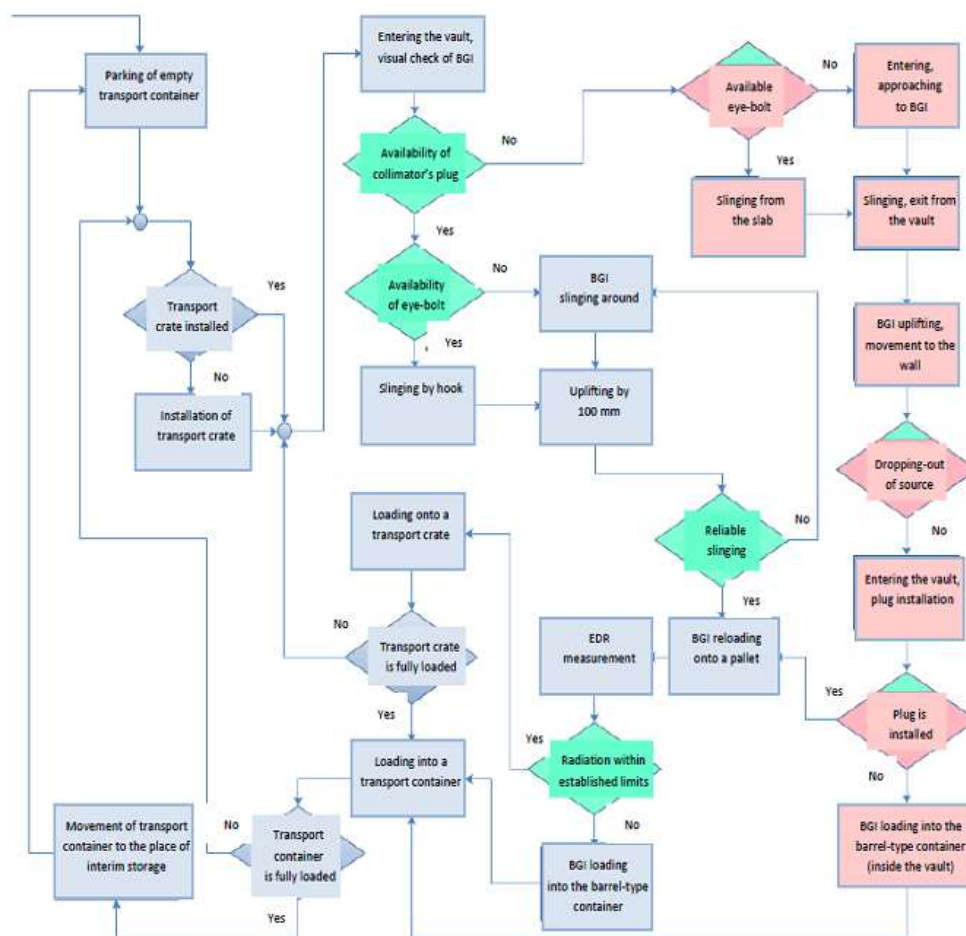 Parking of empty
transport container
Transport
crate installed
Yes
No
Installation of
transport crate
Entering the vault,
visual check of BGI
Availability of
collimator's plug
No
Yes
Availability
of eye-bolt
No
Yes
Slinging by hook
BGI
slinging around
Uplifting by
100 mm
Reliable
slinging
No
Yes
Available
eye-bolt
No
Yes
Entering,
approaching
to BGI
Slinging from
the slab
Slinging, exit from
the vault
BGI uplifting,
movement to the
wall
Dropping-out
of source
No
Entering the vault,
plug installation
Plug is
installed
Yes
No
BGI loading into the
barrel-type container
(inside the vault)
BGI reloading
onto a pallet
EDR
measurement
Radiation within
established limits
Yes
No
BGI loading
into the barrel-type
container
Loading onto a
transport crate
Transport crate
is fully loaded
No
Yes
Loading into a
transport container
Transport
container
is fully loaded
No
Yes
Movement of transport
container to the place of
interim storage